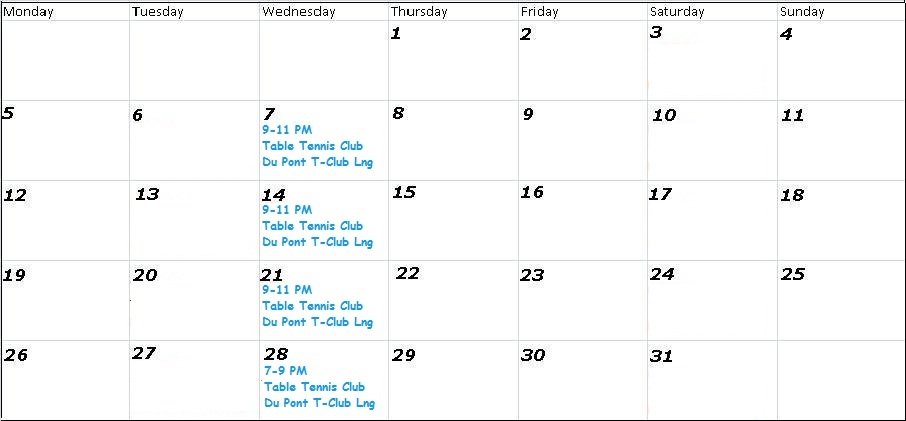 Monday Tuesday Wednesday Thursday Friday Saturday Sunday
1 2 3 4
5 6 7 8 9 10 11
9-11 PM
Table Tennis Club
Du Pont T-Club Lng
12 13 14 15 16 17 18
9-11 PM
Table Tennis Club
Du Pont T-Club Lng
19 20 21 22 23 24 25
9-11 PM
Table Tennis Club
Du Pont T-Club Lng
26 27 28 29 30 31
7-9 PM
Table Tennis Club
Du Pont T-Club Lng